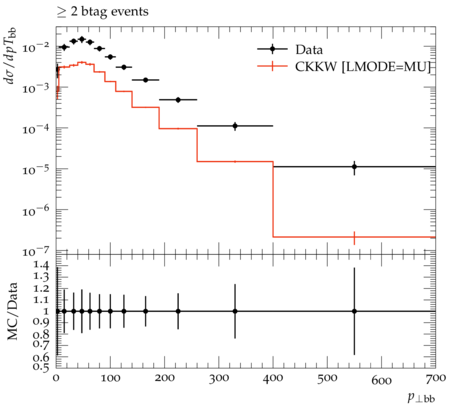 ≥ 2 btag events
dσ/dpT_bb
10⁻²
10⁻³
10⁻⁴
10⁻⁵
10⁻⁶
10⁻⁷
Data
CKKW [LMODE=MU]
MC/Data
1.4
1.3
1.2
1.1
1
0.9
0.8
0.7
0.6
0.5
0 100 200 300 400 500 600 700
p_⊥bb